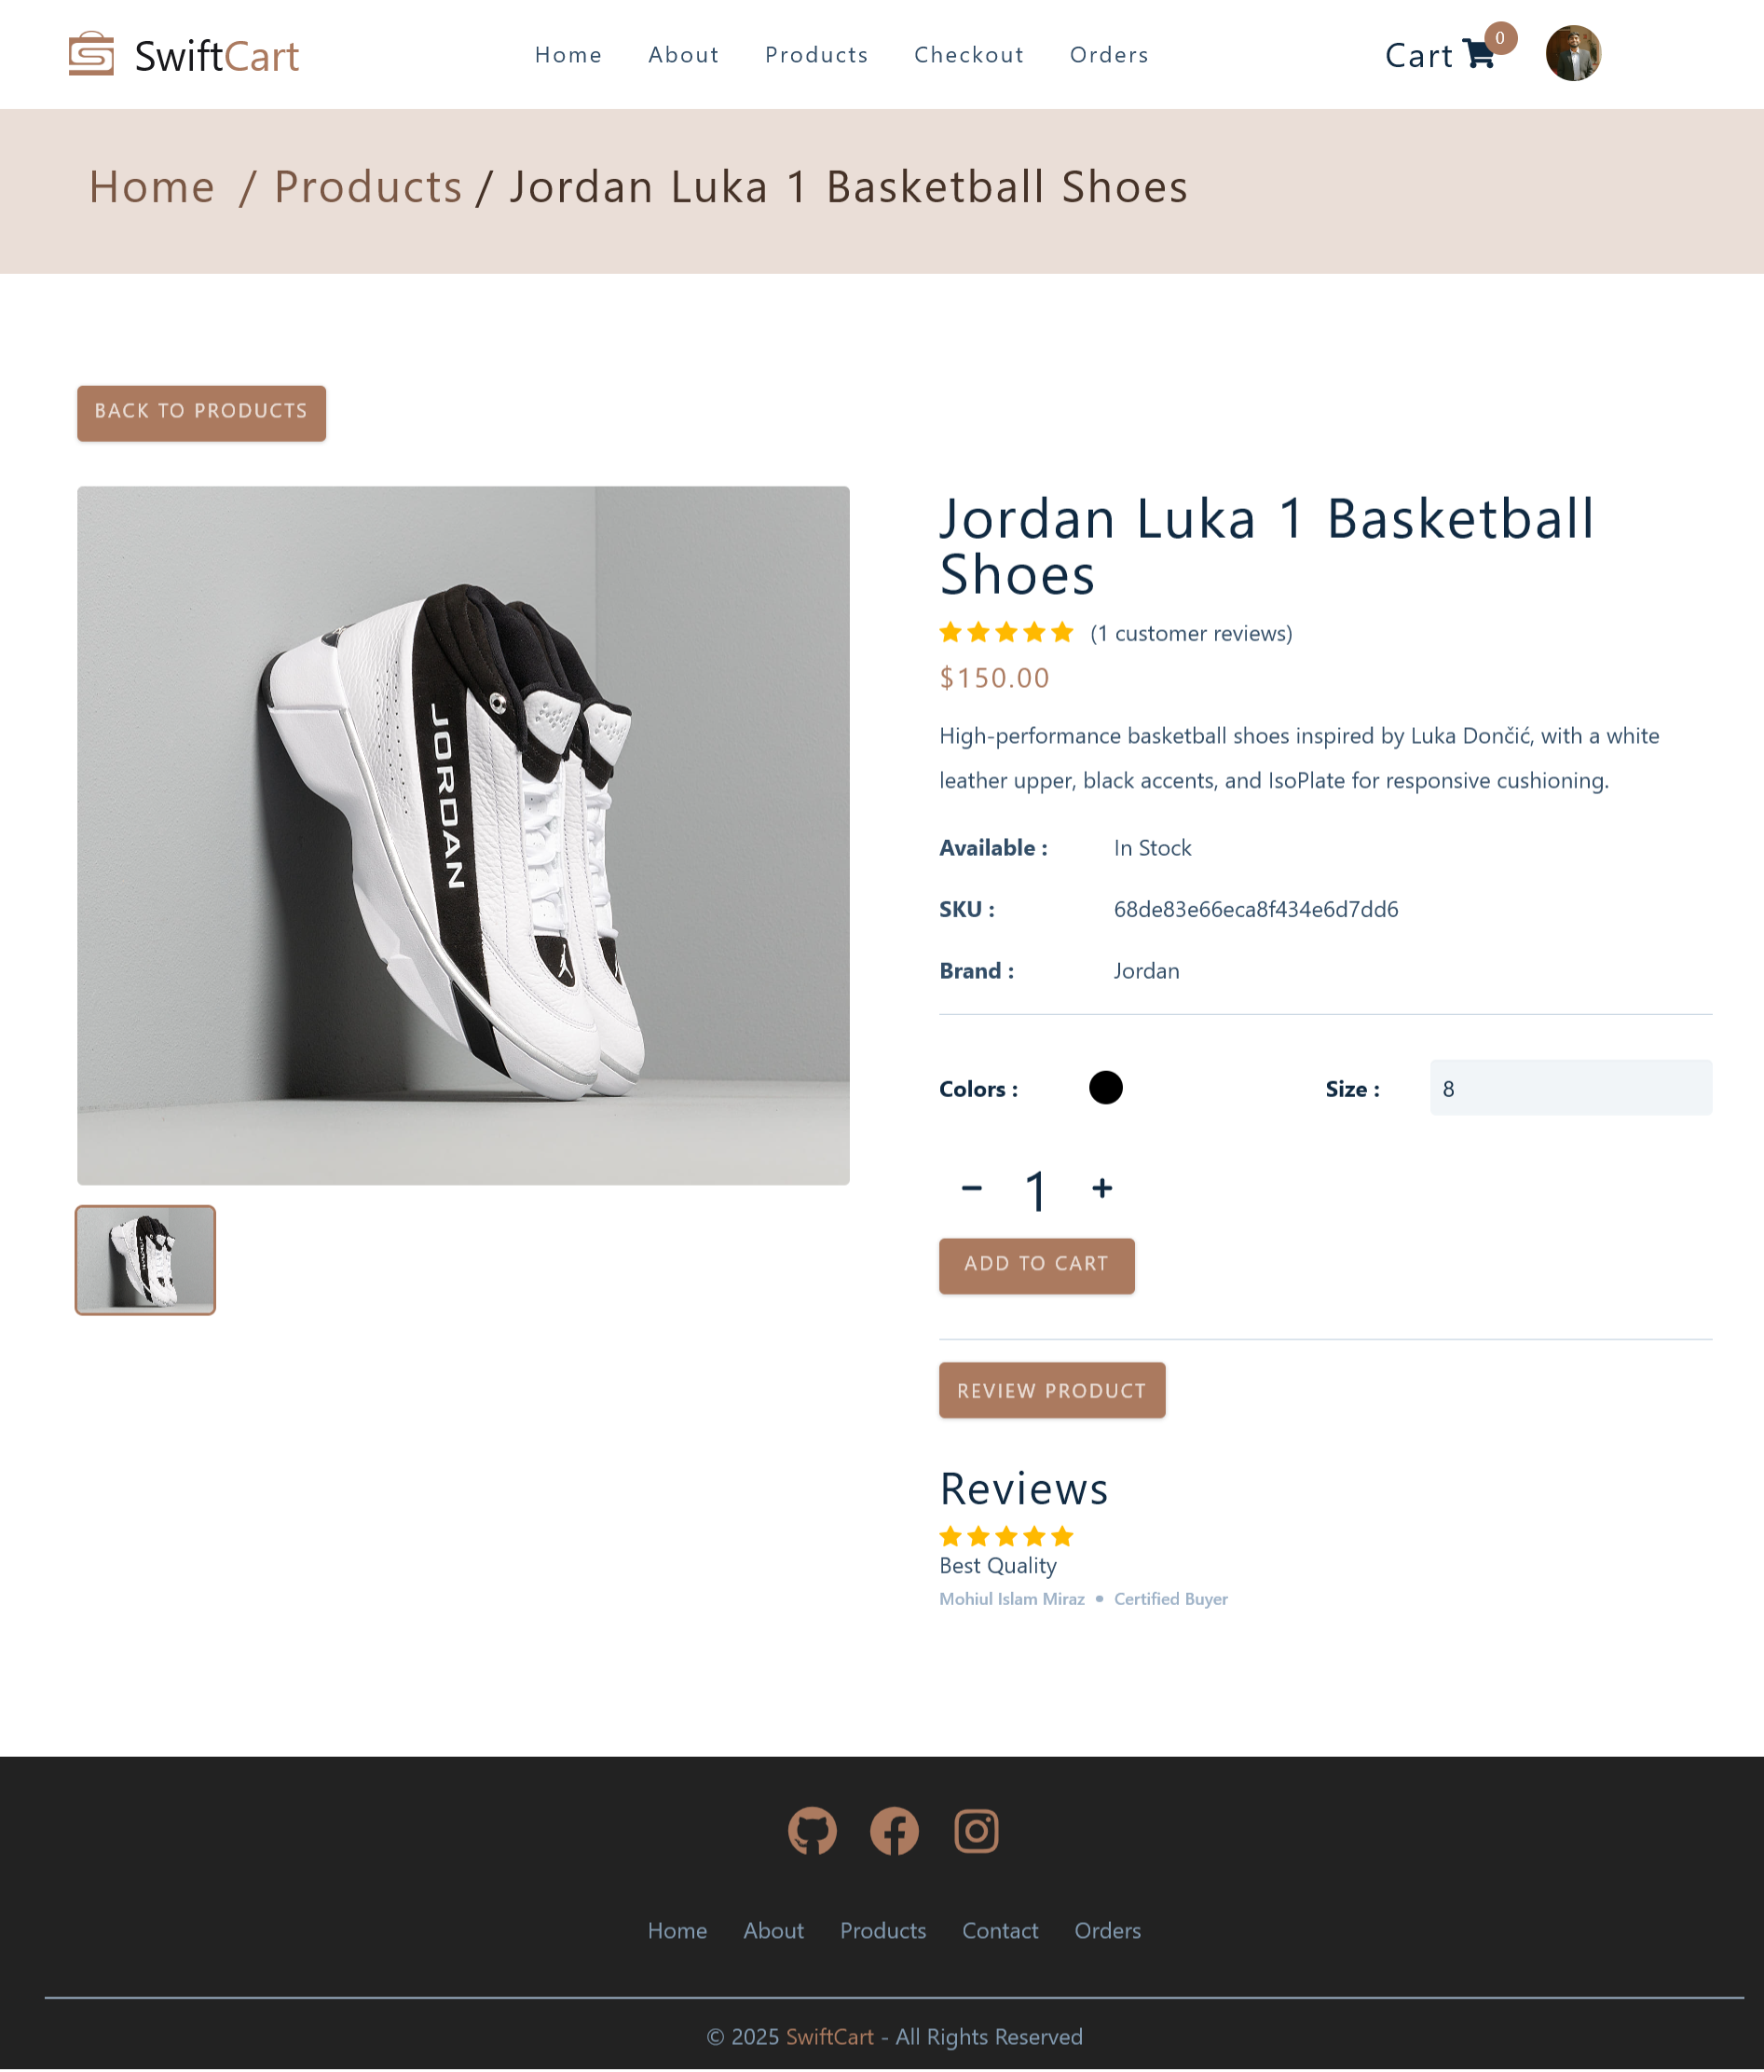 SwiftCart
Home About Products Checkout Orders
Cart 0
Home / Products / Jordan Luka 1 Basketball Shoes
BACK TO PRODUCTS
JORDAN
Jordan Luka 1 Basketball
Shoes
(1 customer reviews)
$150.00
High-performance basketball shoes inspired by Luka Dončić, with a white
leather upper, black accents, and IsoPlate for responsive cushioning.
Available : In Stock
SKU : 68de83e66eca8f434e6d7dd6
Brand : Jordan
Colors : Size : 8
− 1 +
ADD TO CART
REVIEW PRODUCT
Reviews
Best Quality
Mohiul Islam Miraz • Certified Buyer
Home About Products Contact Orders
© 2025 SwiftCart - All Rights Reserved